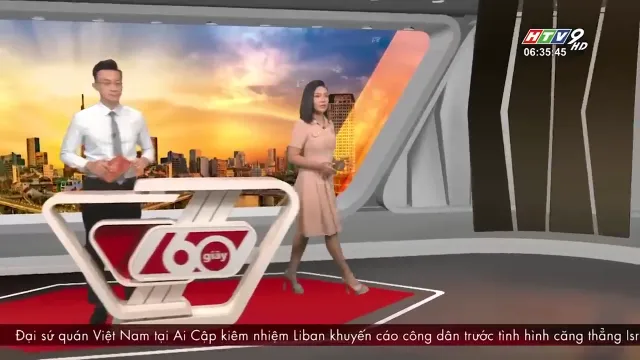 HTV9
HD
06:35:45
60
giây
Đại sứ quán Việt Nam tại Ai Cập kiêm nhiệm Liban khuyến cáo công dân trước tình hình căng thẳng Isr